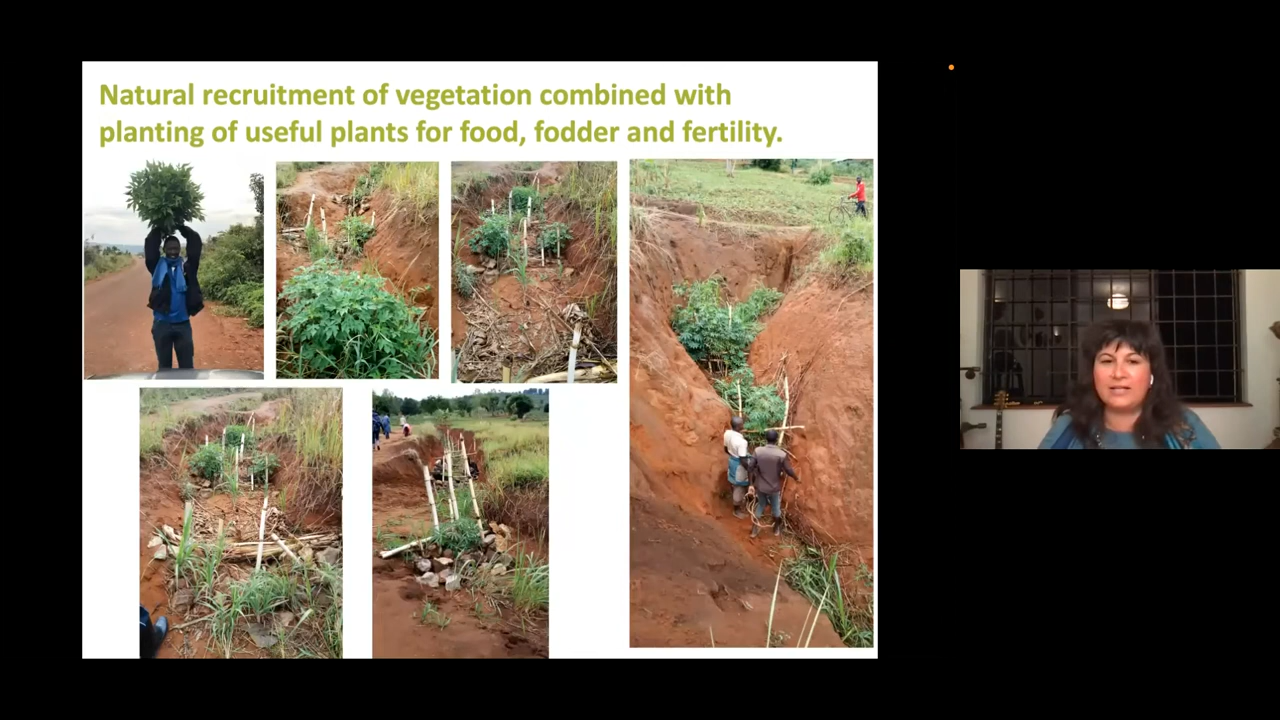 Natural recruitment of vegetation combined with
planting of useful plants for food, fodder and fertility.